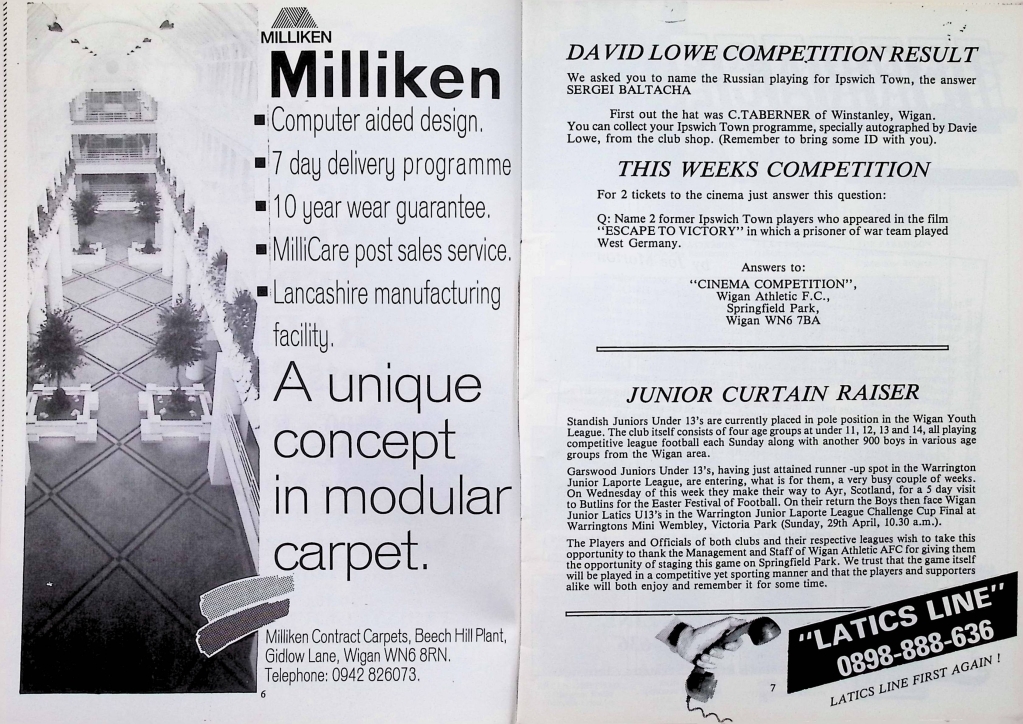 MILLIKEN
Milliken
Computer aided design.
7 day delivery programme
10 year wear guarantee.
MilliCare post sales service.
Lancashire manufacturing
facility.
A unique
concept
in modular
carpet.
Milliken Contract Carpets, Beech Hill Plant,
Gidlow Lane, Wigan WN6 8RN.
Telephone: 0942 826073.
6
DAVID LOWE COMPETITION RESULT
We asked you to name the Russian playing for Ipswich Town, the answer
SERGEI BALTACHA
First out the hat was C.TABERNER of Winstanley, Wigan.
You can collect your Ipswich Town programme, specially autographed by Davie
Lowe, from the club shop. (Remember to bring some ID with you).
THIS WEEKS COMPETITION
For 2 tickets to the cinema just answer this question:
Q: Name 2 former Ipswich Town players who appeared in the film
"ESCAPE TO VICTORY" in which a prisoner of war team played
West Germany.
Answers to:
"CINEMA COMPETITION",
Wigan Athletic F.C.,
Springfield Park,
Wigan WN6 7BA
JUNIOR CURTAIN RAISER
Standish Juniors Under 13's are currently placed in pole position in the Wigan Youth
League. The club itself consists of four age groups at under 11, 12, 13 and 14, all playing
competitive league football each Sunday along with another 900 boys in various age
groups from the Wigan area.
Garswood Juniors Under 13's, having just attained runner -up spot in the Warrington
Junior Laporte League, are entering, what is for them, a very busy couple of weeks.
On Wednesday of this week they make their way to Ayr, Scotland, for a 5 day visit
to Butlins for the Easter Festival of Football. On their return the Boys then face Wigan
Junior Latics U13's in the Warrington Junior Laporte League Challenge Cup Final at
Warringtons Mini Wembley, Victoria Park (Sunday, 29th April, 10.30 a.m.).
The Players and Officials of both clubs and their respective leagues wish to take this
opportunity to thank the Management and Staff of Wigan Athletic AFC for giving them
the opportunity of staging this game on Springfield Park. We trust that the game itself
will be played in a competitive yet sporting manner and that the players and supporters
alike will both enjoy and remember it for some time.
"LATICS LINE"
0898-888-636
LATICS LINE FIRST AGAIN !
7